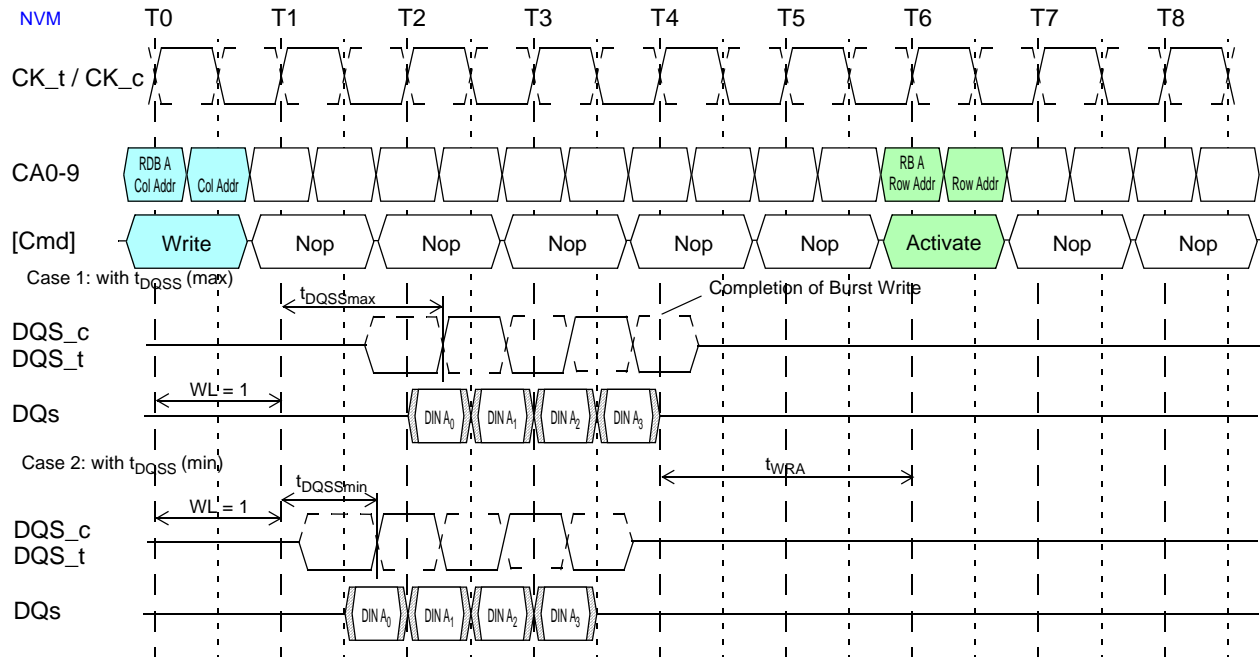 NVM T0 T1 T2 T3 T4 T5 T6 T7 T8
CK_t / CK_c
CA0-9
RDB A
Col Addr
Col Addr
RB A
Row Addr
Row Addr
[Cmd] Write Nop Nop Nop Nop Nop Activate Nop Nop
Case 1: with tDQSS (max)
tDQSSmax
Completion of Burst Write
DQS_c
DQS_t
WL = 1
DQs DIN A0 DIN A1 DIN A2 DIN A3
Case 2: with tDQSS (min)
tWRA
tDQSSmin
WL = 1
DQS_c
DQS_t
DQs DIN A0 DIN A1 DIN A2 DIN A3